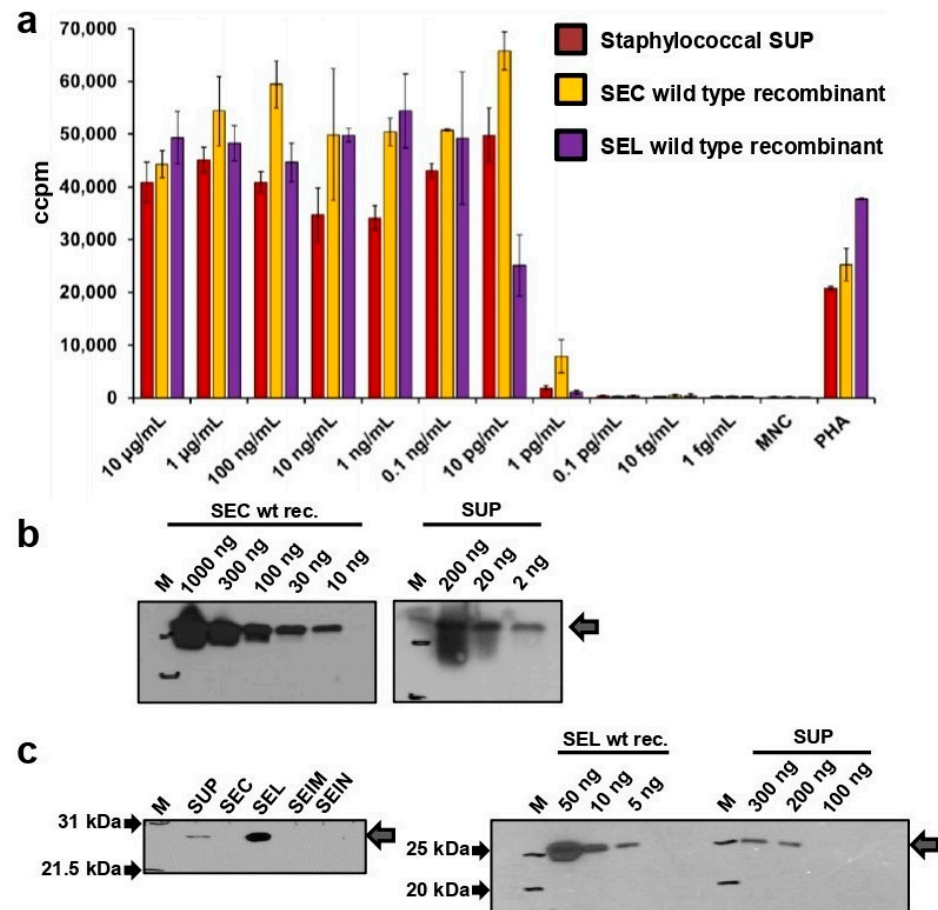 a
70,000
60,000
50,000
40,000
30,000
20,000
10,000
0
ccpm
Staphylococcal SUP
SEC wild type recombinant
SEL wild type recombinant
10 µg/mL
1 µg/mL
100 ng/mL
10 ng/mL
1 ng/mL
0.1 ng/mL
10 pg/mL
1 pg/mL
0.1 pg/mL
10 fg/mL
1 fg/mL
MNC
PHA
b
SEC wt rec.
M 1000 ng 300 ng 100 ng 30 ng 10 ng
SUP
M 200 ng 20 ng 2 ng
c
M SUP SEC SEL SElM SElN
31 kDa
21.5 kDa
SEL wt rec.
M 50 ng 10 ng 5 ng
SUP
M 300 ng 200 ng 100 ng
25 kDa
20 kDa